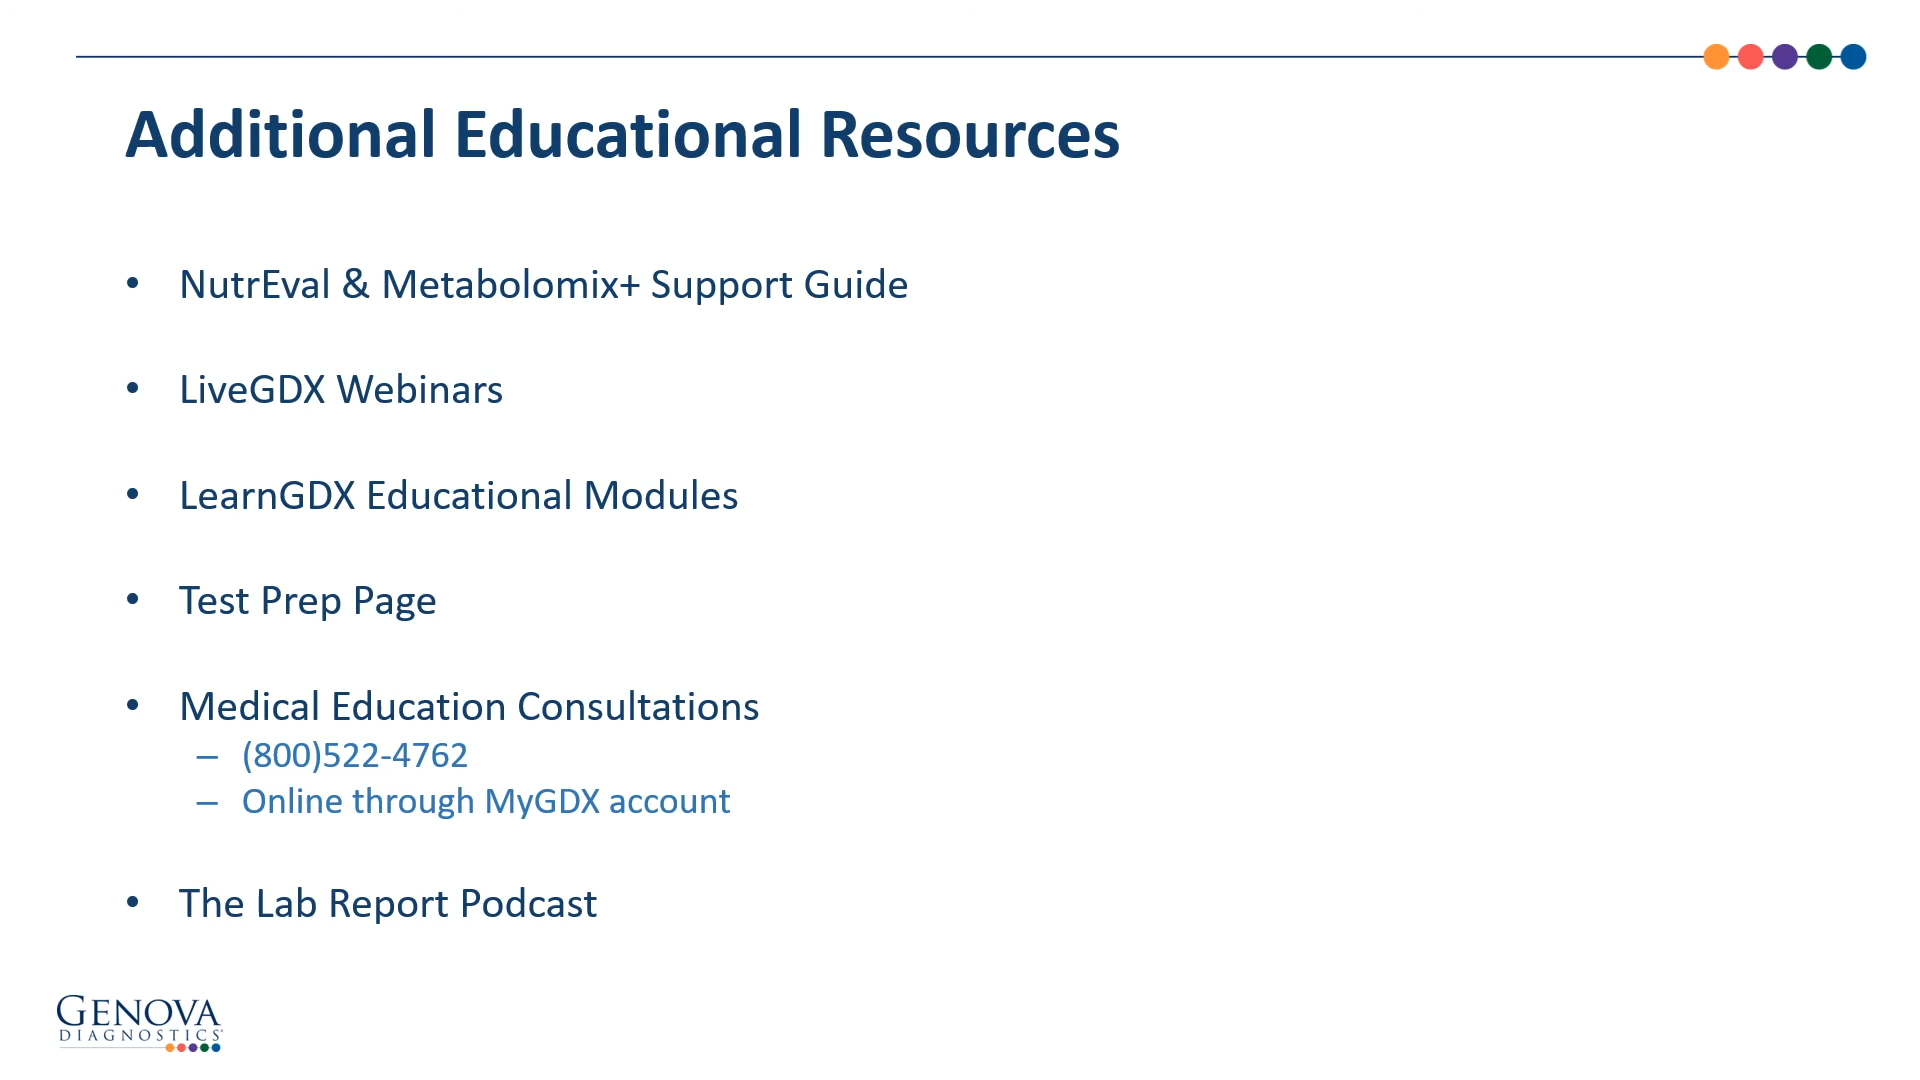 Additional Educational Resources
• NutrEval & Metabolomix+ Support Guide
• LiveGDX Webinars
• LearnGDX Educational Modules
• Test Prep Page
• Medical Education Consultations
– (800)522-4762
– Online through MyGDX account
• The Lab Report Podcast
GENOVA
DIAGNOSTICS